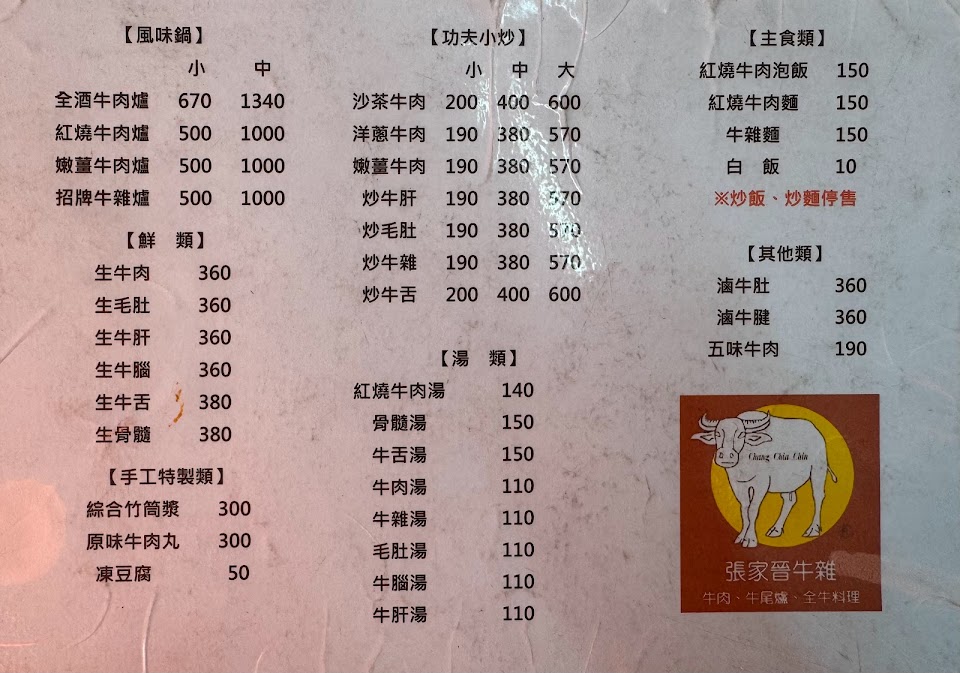 【風味鍋】
小 中
全酒牛肉爐 670 1340
紅燒牛肉爐 500 1000
嫩薑牛肉爐 500 1000
招牌牛雜爐 500 1000
【鮮 類】
生牛肉 360
生毛肚 360
生牛肝 360
生牛腦 360
生牛舌 380
生骨髓 380
【手工特製類】
綜合竹筒漿 300
原味牛肉丸 300
凍豆腐 50
【功夫小炒】
小 中 大
沙茶牛肉 200 400 600
洋蔥牛肉 190 380 570
嫩薑牛肉 190 380 570
炒牛肝 190 380 570
炒毛肚 190 380 570
炒牛雜 190 380 570
炒牛舌 200 400 600
【湯 類】
紅燒牛肉湯 140
骨髓湯 150
牛舌湯 150
牛肉湯 110
牛雜湯 110
毛肚湯 110
牛腦湯 110
牛肝湯 110
【主食類】
紅燒牛肉泡飯 150
紅燒牛肉麵 150
牛雜麵 150
白 飯 10
※炒飯、炒麵停售
【其他類】
滷牛肚 360
滷牛腱 360
五味牛肉 190
Chang Chia Chin
張家晉牛雜
牛肉、牛尾爐、全牛料理